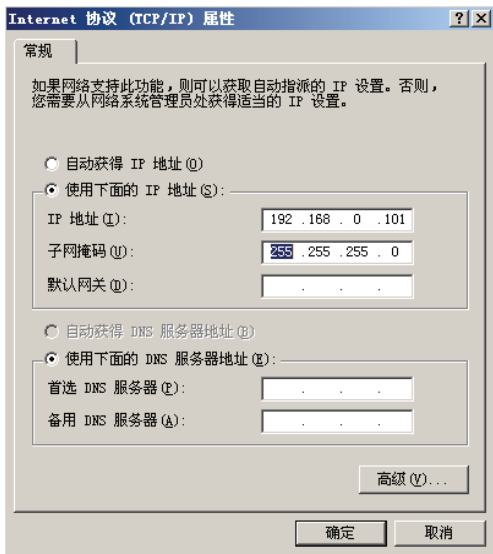 Internet 协议 (TCP/IP) 属性
常规
如果网络支持此功能，则可以获取自动指派的 IP 设置。否则，
您需要从网络系统管理员处获得适当的 IP 设置。
自动获得 IP 地址(O)
使用下面的 IP 地址(S):
IP 地址(I): 192 .168 . 0 .101
子网掩码(U): 255 .255 .255 . 0
默认网关(D): . . .
自动获得 DNS 服务器地址(B)
使用下面的 DNS 服务器地址(E):
首选 DNS 服务器(P): . . .
备用 DNS 服务器(A): . . .
高级(V)...
确定 取消